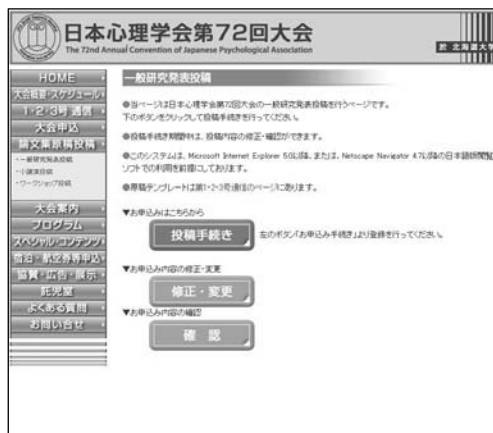 日本心理学会第72回大会
The 72nd Annual Convention of Japanese Psychological Association
於 北海道大
HOME
大会概要・スケジュール
1・2・3号通信
大会申込
論文集原稿投稿
・一般研究発表投稿
・小講演投稿
・ワークショップ投稿
大会案内
プログラム
スペシャル・コンテンツ
宿泊・航空券等申込
協賛・広告・展示
託児室
よくある質問
お問い合せ
一般研究発表投稿
●当ページは日本心理学会第72回大会の一般研究発表投稿を行うページです。
下のボタンをクリックして投稿手続きを行ってください。
●投稿手続き期間中は、投稿内容の修正・確認ができます。
●このシステムは、Microsoft Internet Explorer 5.0以降、または、Netscape Navigator 4.7以降の日本語版閲覧
ソフトでの利用を前提にしております。
●原稿テンプレートは第1・2・3号通信のページにあります。
▼お申込みはこちらから
投稿手続き
左のボタン「お申込み手続き」より登録を行ってください。
▼お申込み内容の修正・変更
修正・変更
▼お申込み内容の確認
確 認